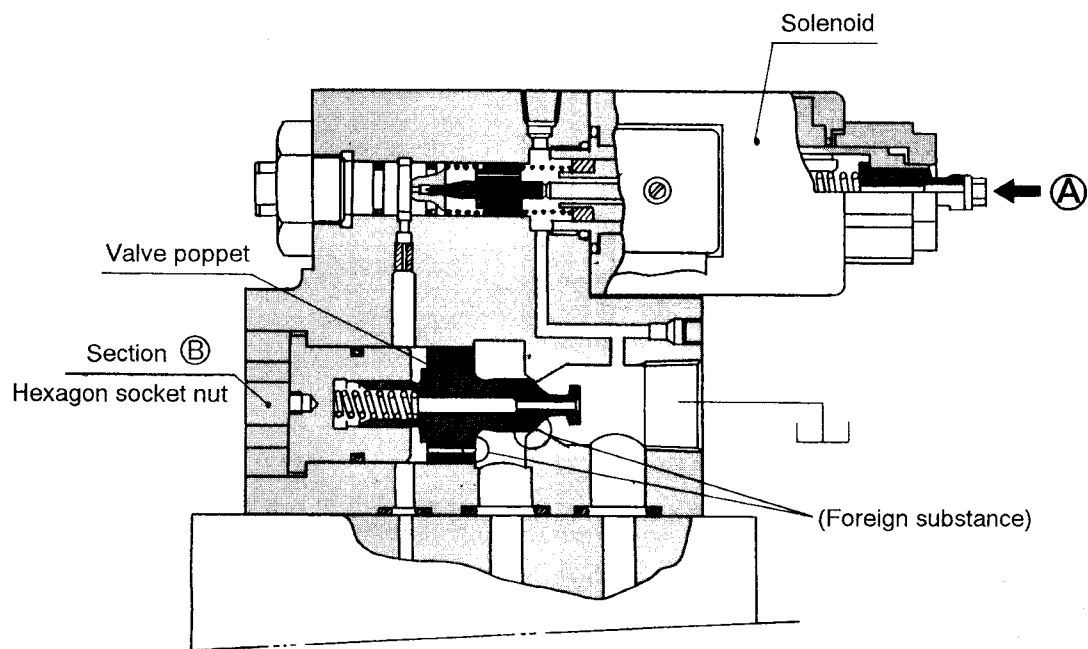 Solenoid
Ⓐ
Valve poppet
Section Ⓑ
Hexagon socket nut
(Foreign substance)